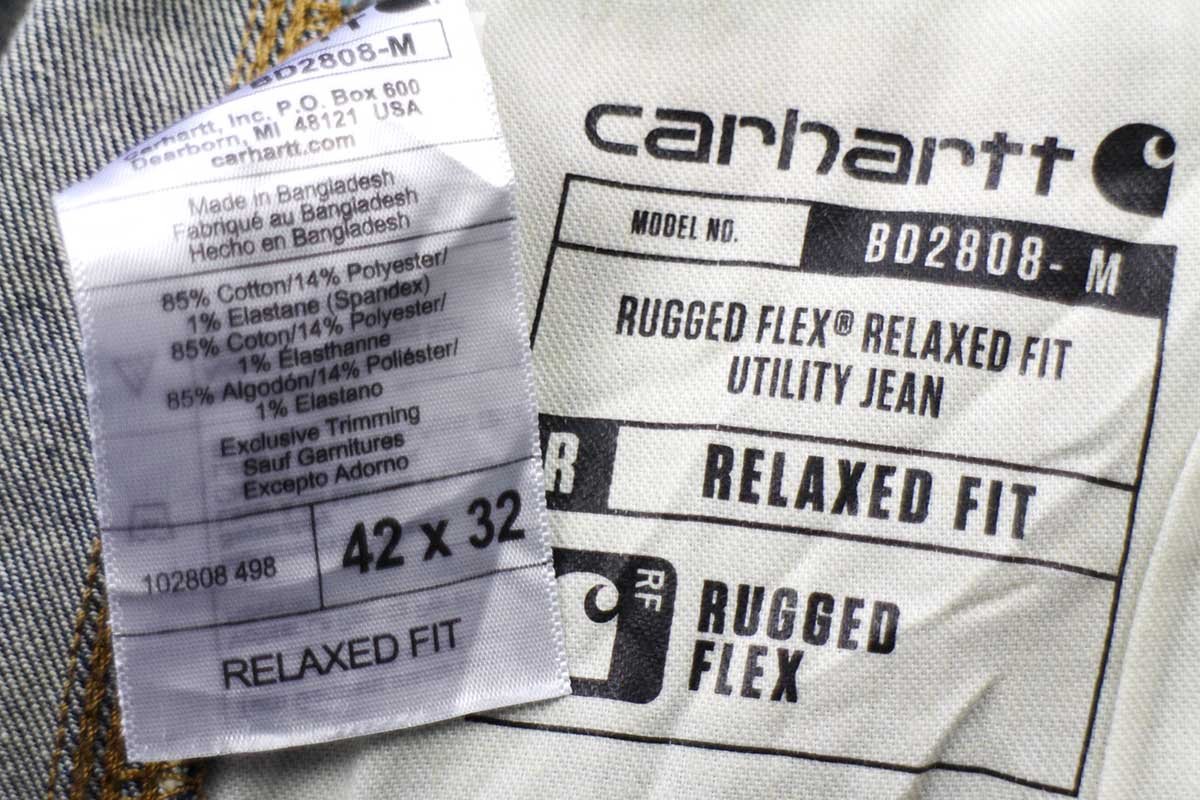 BD2808-M
Carhartt, Inc. P.O. Box 600
Dearborn, MI 48121 USA
carhartt.com
Made in Bangladesh
Fabriqué au Bangladesh
Hecho en Bangladesh
85% Cotton/14% Polyester/
1% Elastane (Spandex)
85% Coton/14% Polyester/
1% Élasthanne
85% Algodón/14% Poliéster/
1% Elastano
Exclusive Trimming
Sauf Garnitures
Excepto Adorno
102808 498
42 x 32
RELAXED FIT
carhartt
MODEL NO.
BD2808- M
RUGGED FLEX® RELAXED FIT
UTILITY JEAN
R
RELAXED FIT
RF
RUGGED
FLEX